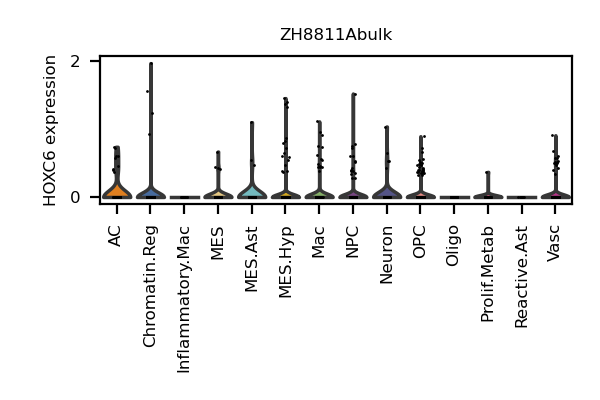 ZH8811Abulk
HOXC6 expression
2
0
AC
Chromatin.Reg
Inflammatory.Mac
MES
MES.Ast
MES.Hyp
Mac
NPC
Neuron
OPC
Oligo
Prolif.Metab
Reactive.Ast
Vasc